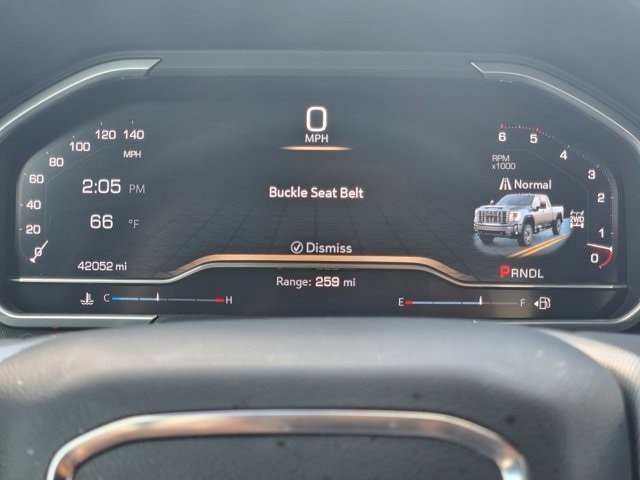 0
MPH
Buckle Seat Belt
Dismiss
140
120
100
80
60
40
20
0
MPH
2:05 PM
66 °F
42052 mi
Range: 259 mi
C H
E F
6
5
4
3
2
1
0
RPM
x1000
Normal
2WD
PRNDL